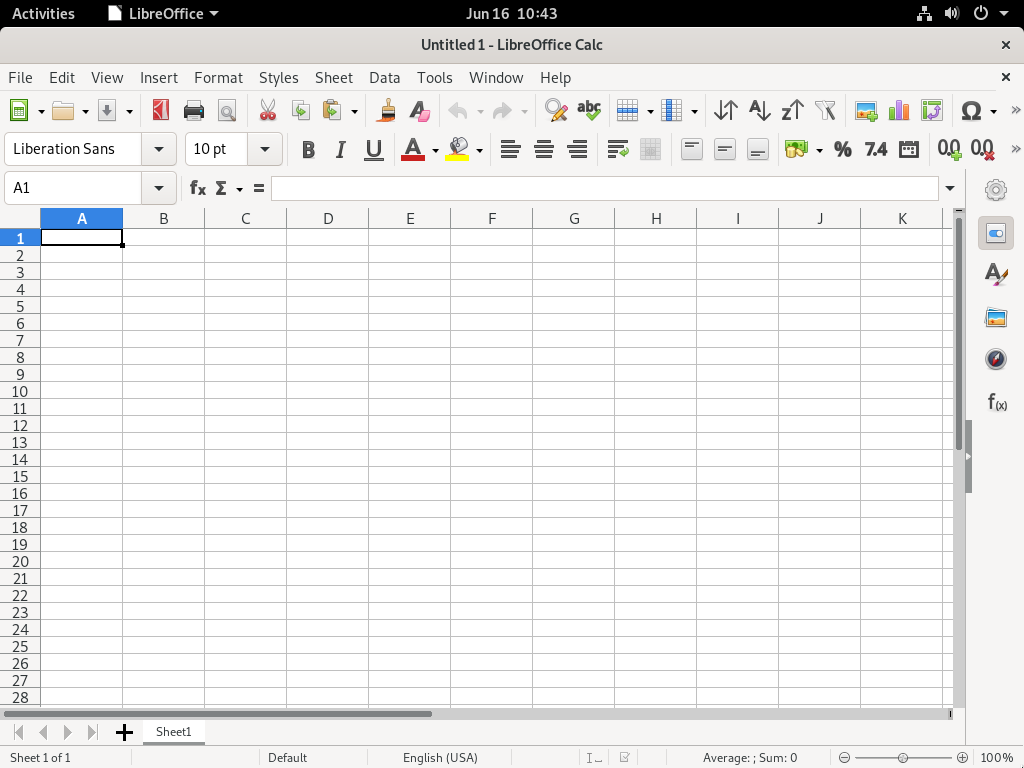 Activities LibreOffice Jun 16 10:43
Untitled 1 - LibreOffice Calc
File Edit View Insert Format Styles Sheet Data Tools Window Help
abc Ω »
Liberation Sans 10 pt B I U A % 7.4 0.0 0.0 »
A1 fx Σ =
A B C D E F G H I J K
1
2
3
4
5
6
7
8
9
10
11
12
13
14
15
16
17
18
19
20
21
22
23
24
25
26
27
28
f(x)
Sheet1
Sheet 1 of 1 Default English (USA) Average: ; Sum: 0 100%